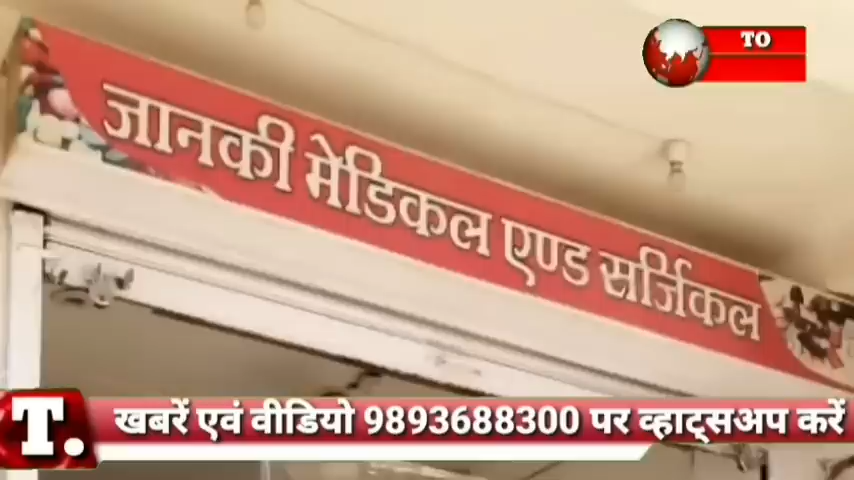 TO
जानकी मेडिकल एण्ड सर्जिकल
T.
खबरें एवं वीडियो 9893688300 पर व्हाट्सअप करें